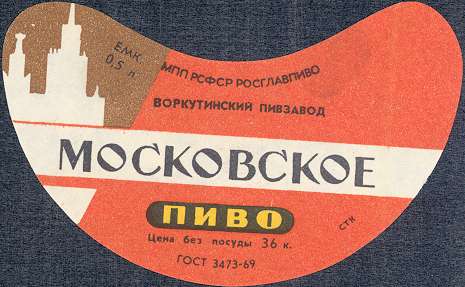 ЕМК.
0,5 л
МПП РСФСР РОСГЛАВПИВО
ВОРКУТИНСКИЙ ПИВЗАВОД
МОСКОВСКОЕ
ПИВО
Цена без посуды 36 к.
ГОСТ 3473-69
СТК